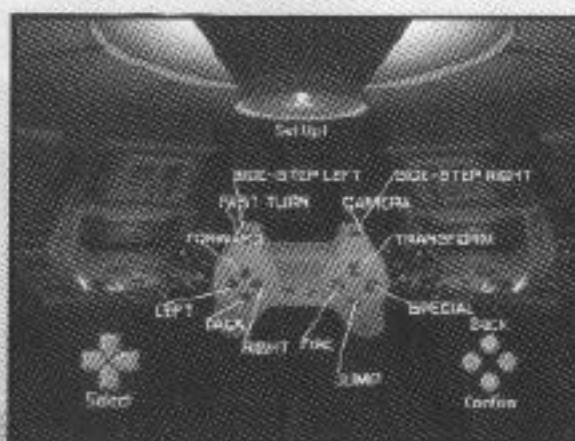 Set Up 1
SIDE-STEP LEFT SIDE-STEP RIGHT
FAST TURN CAMERA
FORWARD TRANSFORM
LEFT SPECIAL
BACK Back
RIGHT FIRE
JUMP
Select Confirm